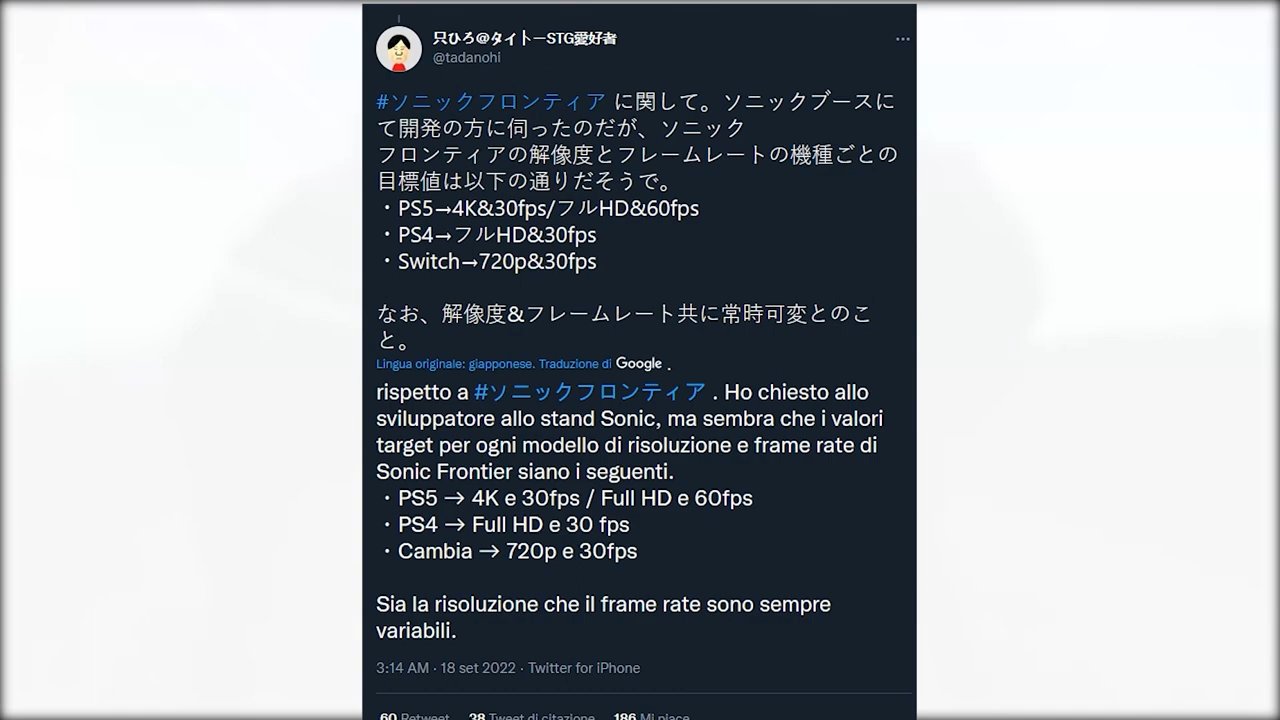 只ひろ@タイトーSTG愛好者
@tadanohi
#ソニックフロンティア に関して。ソニックブースに
て開発の方に伺ったのだが、ソニック
フロンティアの解像度とフレームレートの機種ごとの
目標値は以下の通りだそうで。
・PS5→4K&30fps/フルHD&60fps
・PS4→フルHD&30fps
・Switch→720p&30fps
なお、解像度&フレームレート共に常時可変とのこ
と。
Lingua originale: giapponese. Traduzione di Google .
rispetto a #ソニックフロンティア . Ho chiesto allo
sviluppatore allo stand Sonic, ma sembra che i valori
target per ogni modello di risoluzione e frame rate di
Sonic Frontier siano i seguenti.
・PS5 → 4K e 30fps / Full HD e 60fps
・PS4 → Full HD e 30 fps
・Cambia → 720p e 30fps
Sia la risoluzione che il frame rate sono sempre
variabili.
3:14 AM · 18 set 2022 · Twitter for iPhone
60 Retweet 38 Tweet di citazione 186 Mi piace